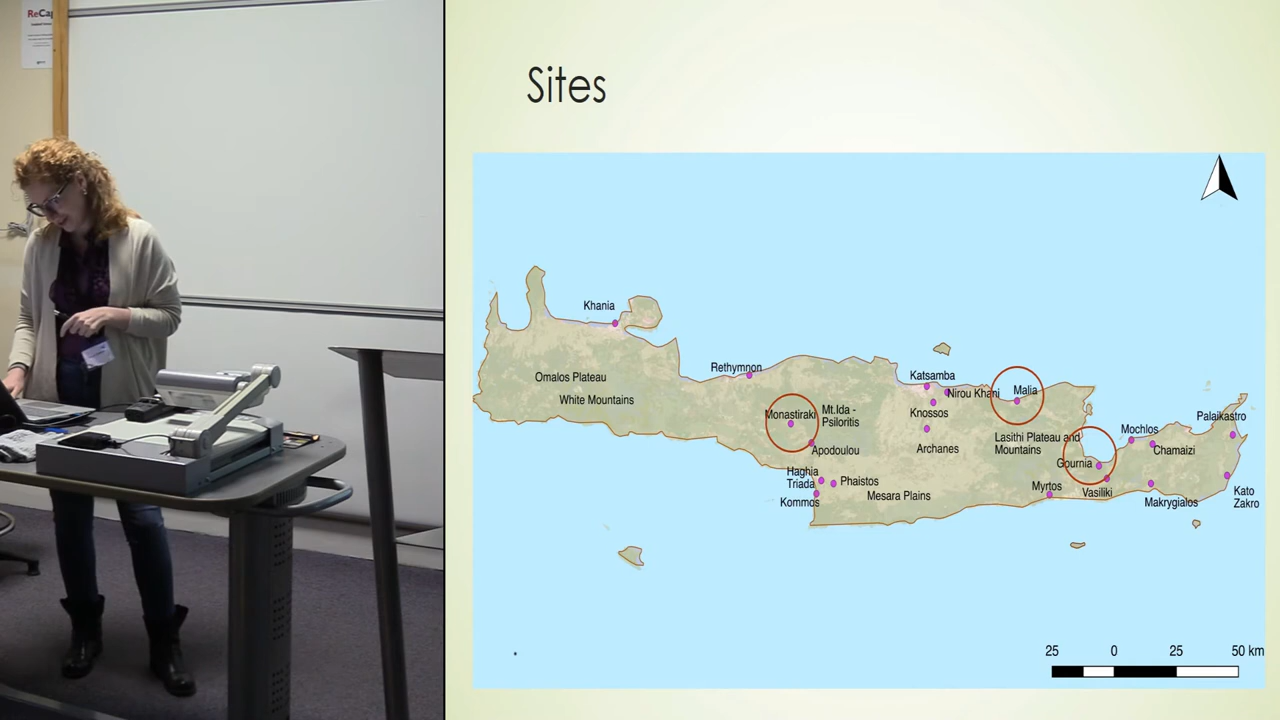 ReCap
Sites
Khania
Omalos Plateau
White Mountains
Rethymnon
Monastiraki
Mt.Ida -
Psiloritis
Apodoulou
Haghia
Triada
Kommos
Phaistos
Mesara Plains
Katsamba
Nirou Khani
Knossos
Archanes
Malia
Lasithi Plateau and
Mountains
Gournia
Myrtos
Vasiliki
Mochlos
Chamaizi
Palaikastro
Makrygialos
Kato
Zakro
25 0 25 50 km